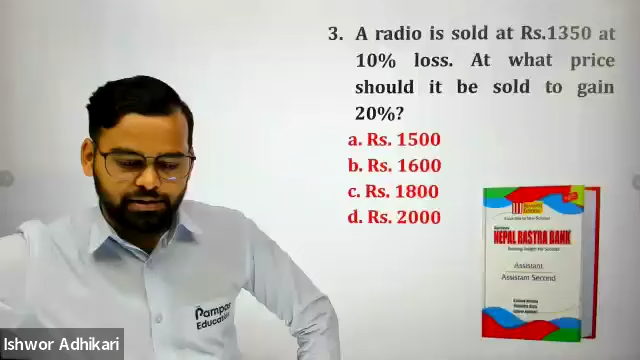 3. A radio is sold at Rs.1350 at
10% loss. At what price
should it be sold to gain
20%?
a. Rs. 1500
b. Rs. 1600
c. Rs. 1800
d. Rs. 2000
NEPAL RASTRA BANK
Assistant
Assistant Second
Education
Ishwor Adhikari